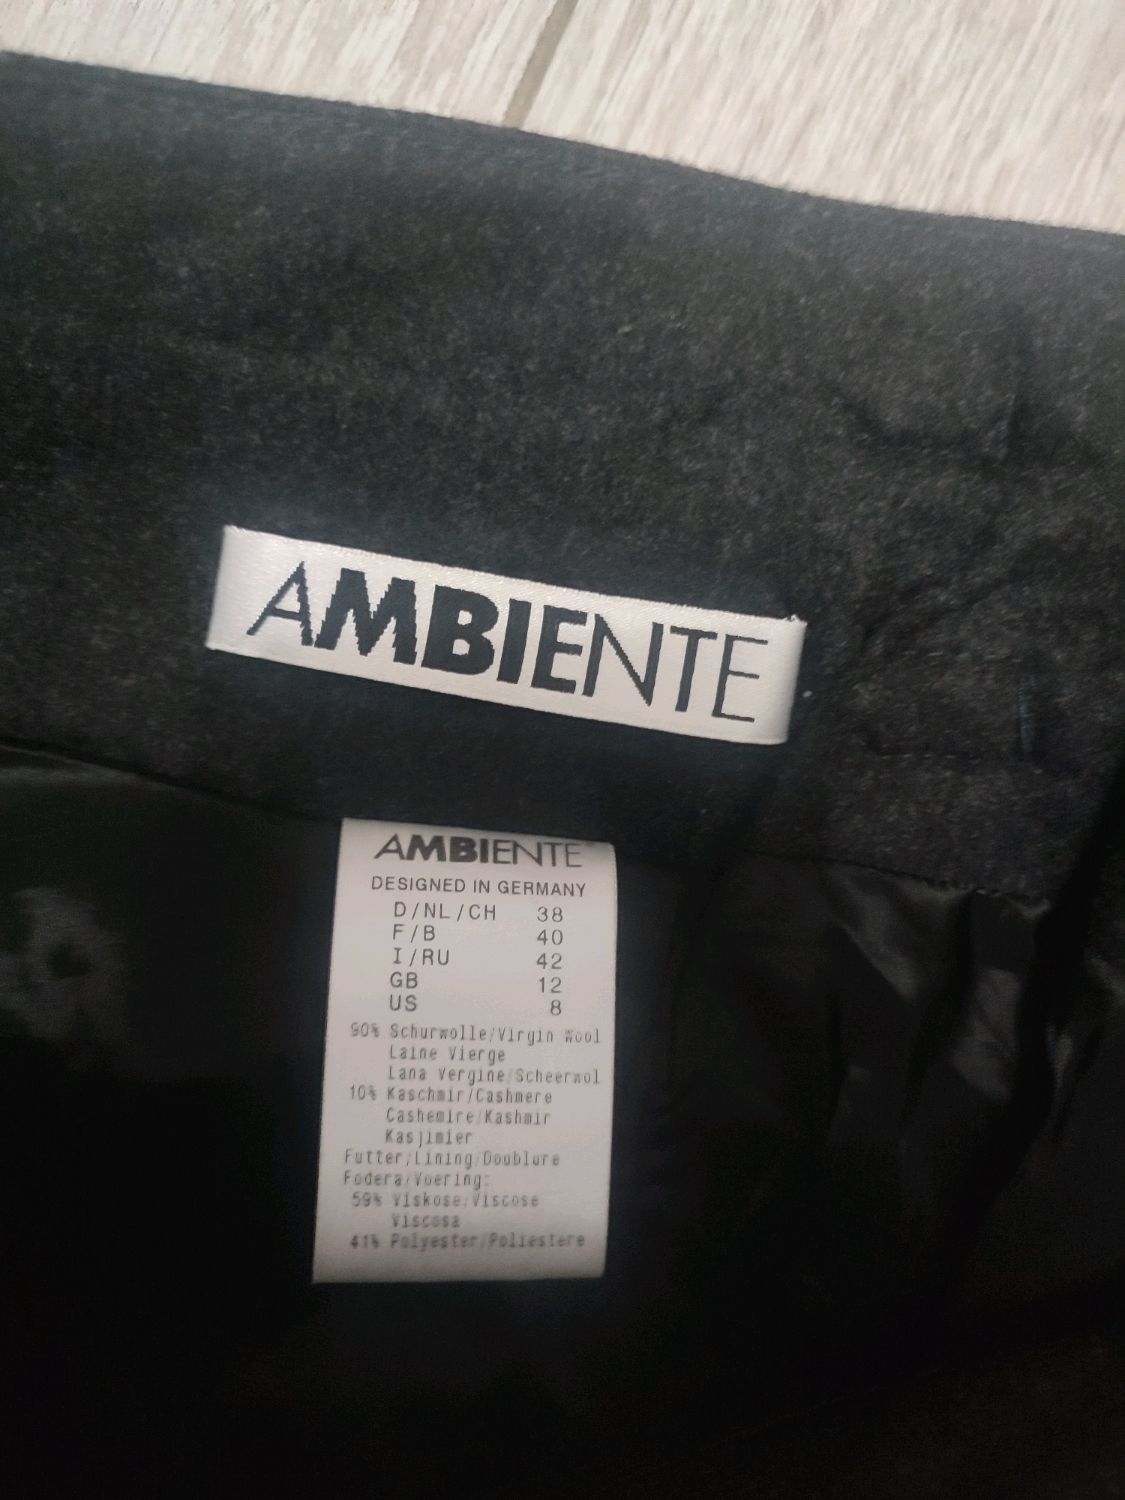 AMBIENTE
AMBIENTE
DESIGNED IN GERMANY
D/NL/CH 38
F/B 40
I/RU 42
GB 12
US 8
90% Schurwolle/Virgin Wool
Laine Vierge
Lana Vergine/Scheerwol
10% Kaschmir/Cashmere
Cashemire/Kashmir
Kasjimier
Futter;Lining/Doublure
Fodera/Voering:
59% Viskose/Viscose
Viscosa
41% Polyester/Poliestere